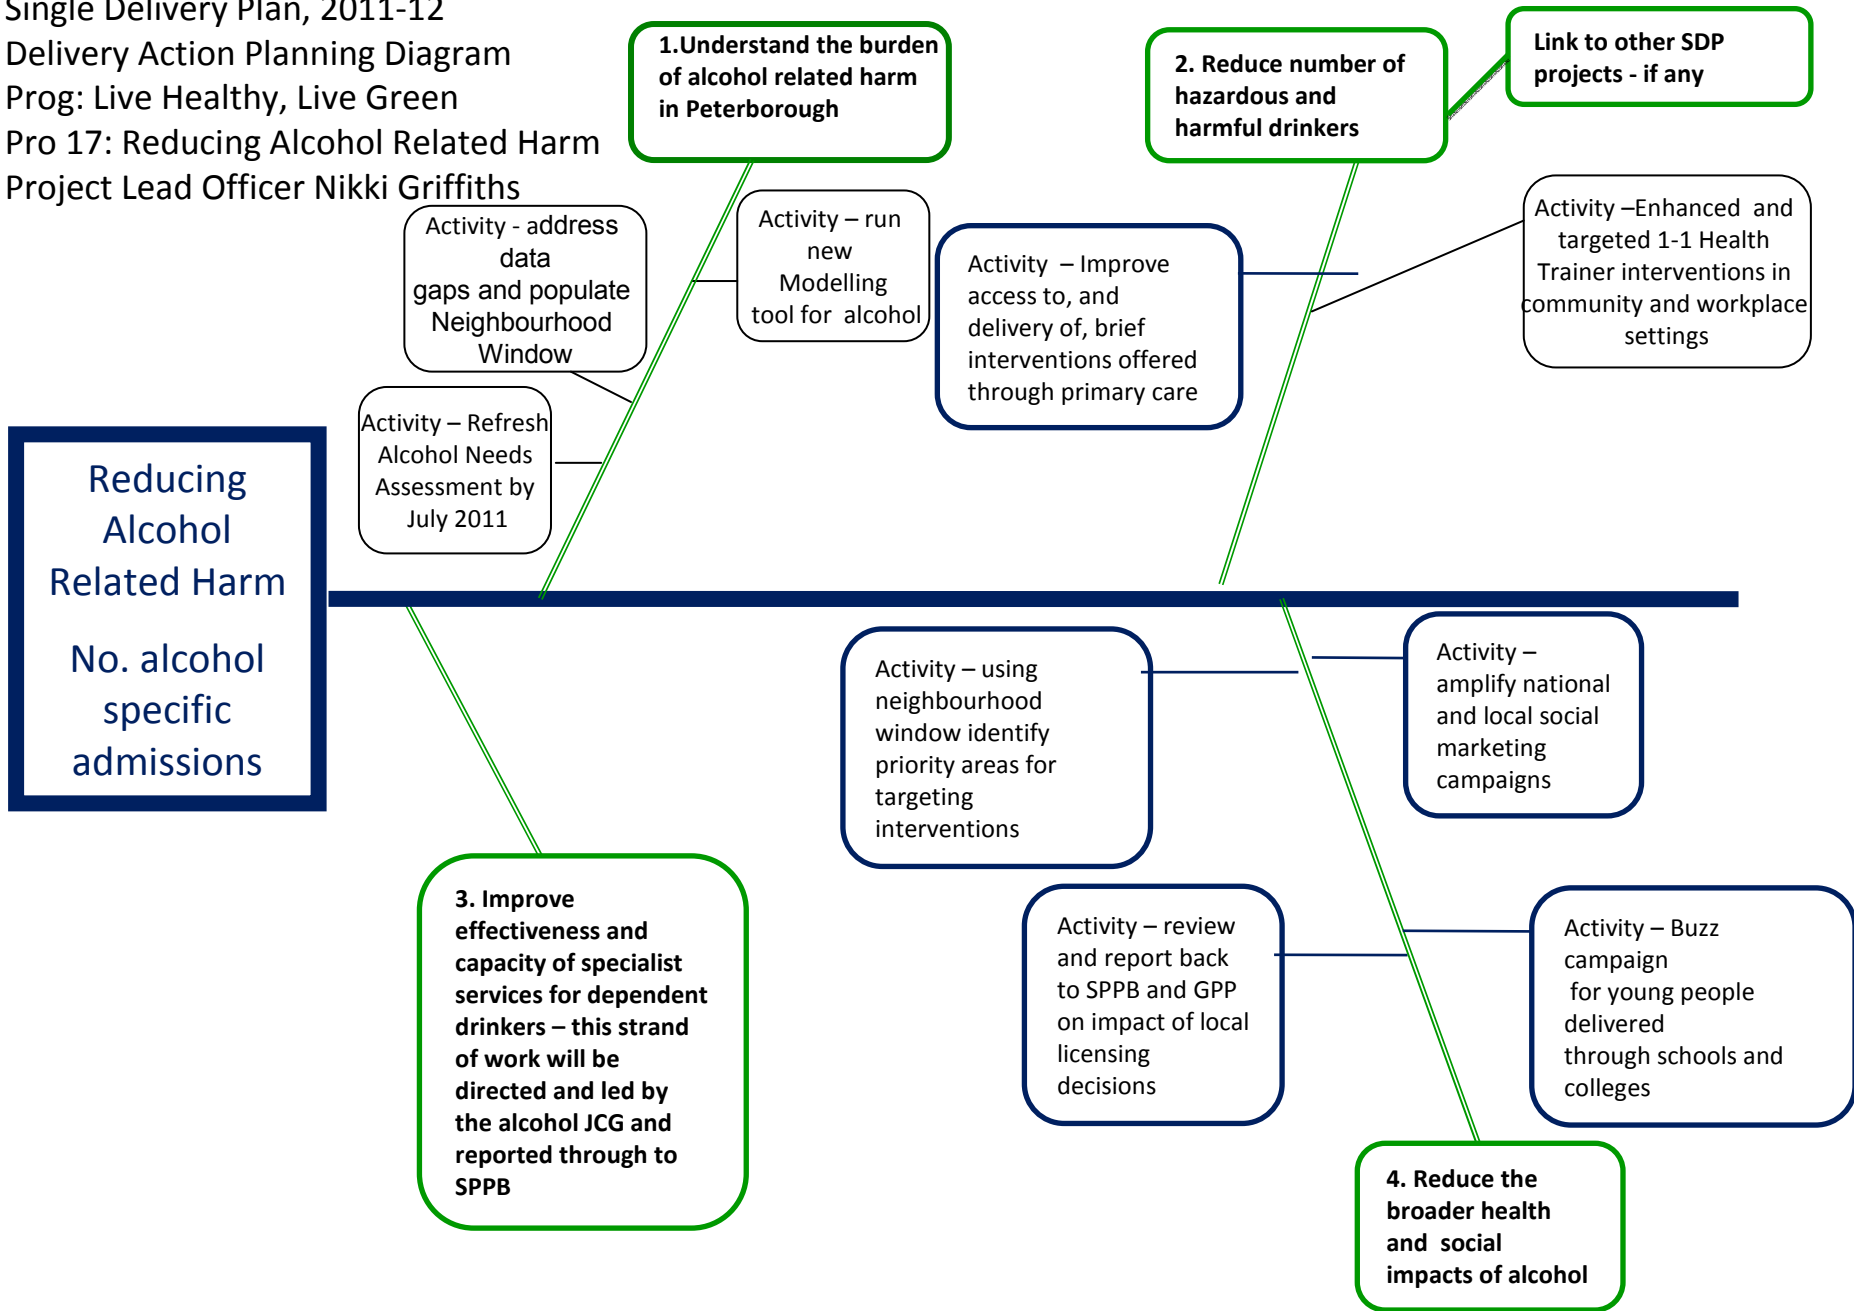 Single Delivery Plan, 2011-12
Delivery Action Planning Diagram
Prog: Live Healthy, Live Green
Pro 17: Reducing Alcohol Related Harm
Project Lead Officer Nikki Griffiths
1.Understand the burden
of alcohol related harm
in Peterborough
2. Reduce number of
hazardous and
harmful drinkers
Link to other SDP
projects - if any
Activity - address
data
gaps and populate
Neighbourhood
Window
Activity – run
new
Modelling
tool for alcohol
Activity – Improve
access to, and
delivery of, brief
interventions offered
through primary care
Activity –Enhanced and
targeted 1-1 Health
Trainer interventions in
community and workplace
settings
Activity – Refresh
Alcohol Needs
Assessment by
July 2011
Reducing
Alcohol
Related Harm
No. alcohol
specific
admissions
Activity – using
neighbourhood
window identify
priority areas for
targeting
interventions
Activity –
amplify national
and local social
marketing
campaigns
3. Improve
effectiveness and
capacity of specialist
services for dependent
drinkers – this strand
of work will be
directed and led by
the alcohol JCG and
reported through to
SPPB
Activity – review
and report back
to SPPB and GPP
on impact of local
licensing
decisions
Activity – Buzz
campaign
for young people
delivered
through schools and
colleges
4. Reduce the
broader health
and social
impacts of alcohol